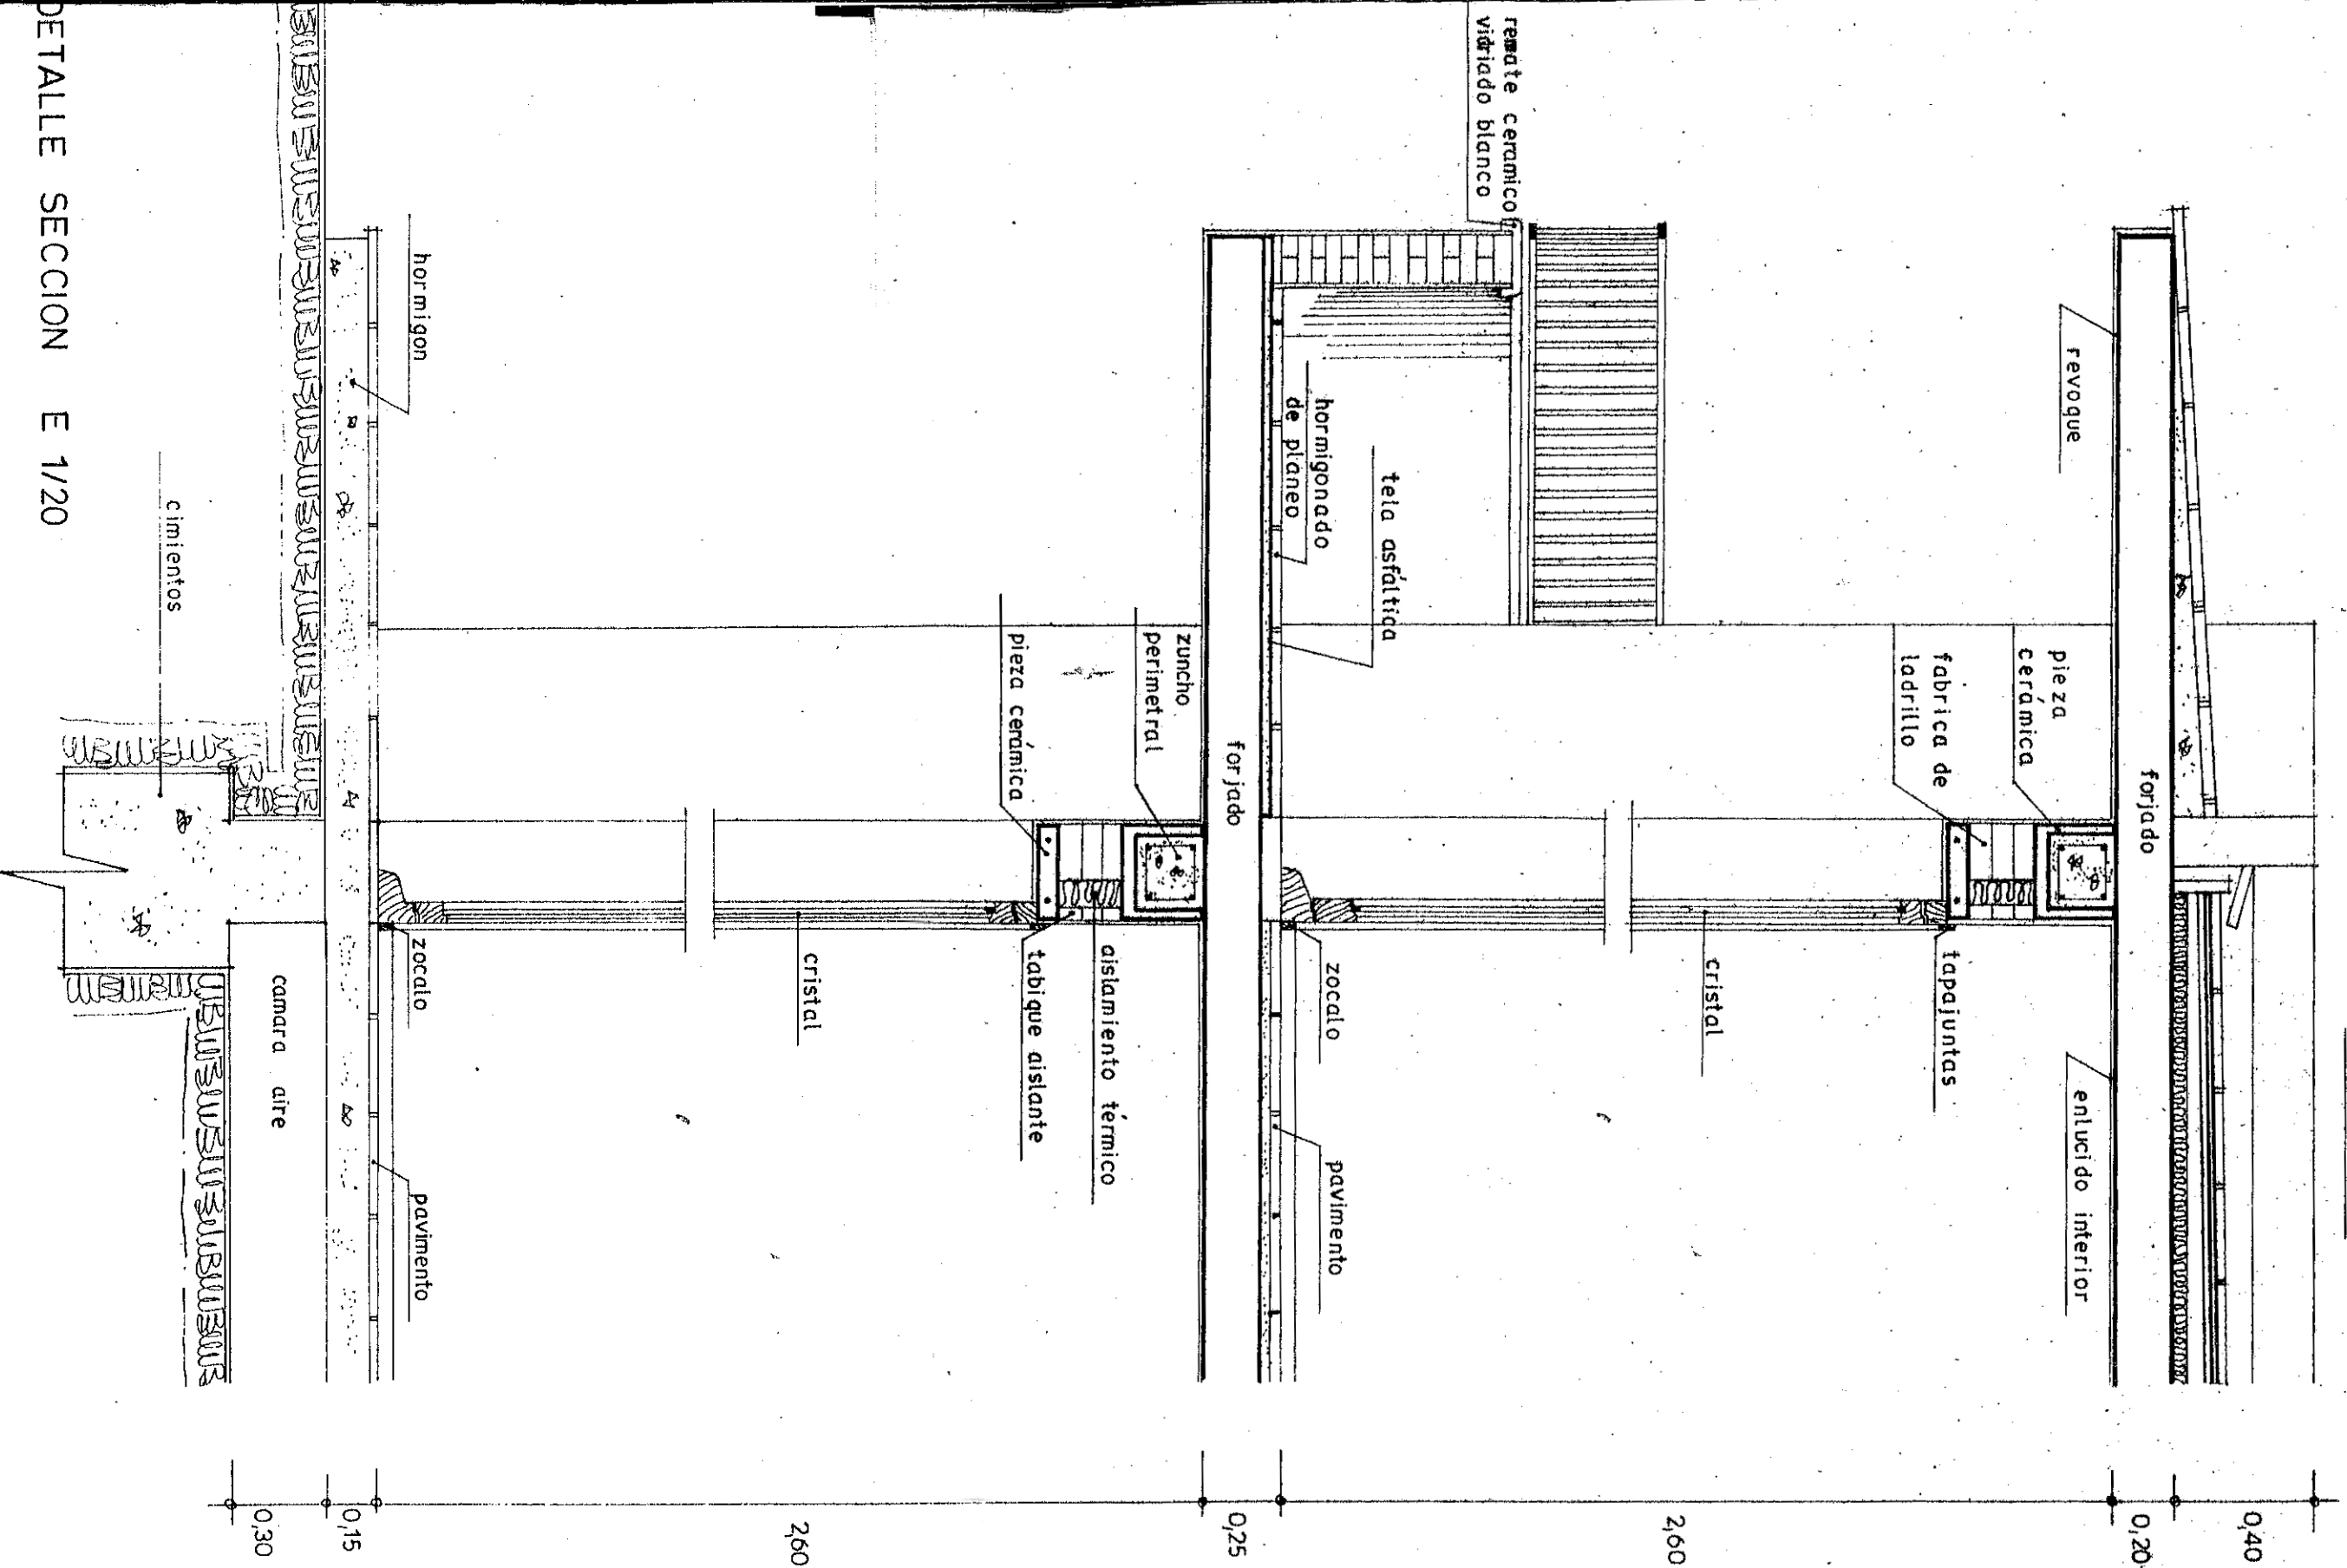 remate ceramico
vidriado blanco
revoque
hormigonado
de planeo
tela asfáltica
pieza
cerámica
fabrica de
ladrillo
forjado
tapajuntas
cristal
enlucido interior
zocalo
pavimento
forjado
zuncho
perimetral
pieza cerámica
aislamiento térmico
tabique aislante
cristal
hormigon
zocalo
pavimento
camara aire
cimientos
0,40
0,20
2,60
0,25
2,60
0,15
0,30
DETALLE SECCION E 1/20